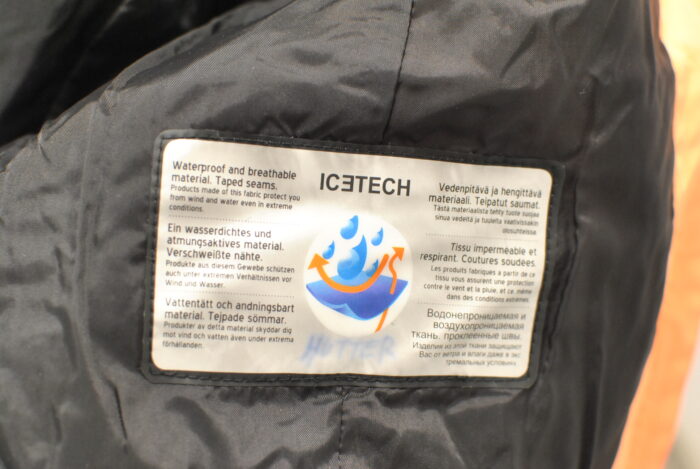 Waterproof and breathable
material. Taped seams.
Products made of this fabric protect you
from wind and water even in extreme
conditions.
Ein wasserdichtes und
atmungsaktives material.
Verschweißte nähte.
Produkte aus diesem Gewebe schützen
auch unter extremen Verhältnissen vor
Wind und Wasser.
Vattentätt och andningsbart
material. Tejpade sömmar.
Produkter av detta material skyddar dig
mot vind och vatten även under extrema
förhållanden.
ICƎTECH
Vedenpitävä ja hengittävä
materiaali. Teipatut saumat.
Tästä materiaalista tehty tuote suojaa
sinua vedeltä ja tuulelta vaativissakin
olosuhteissa.
Tissu imperméable et
respirant. Coutures soudées.
Les produits fabriqués à partir de ce
tissu vous assurent une protection
contre le vent et la pluie, et ce, même
dans des conditions extremes.
Водонепроницаемая и
воздухопроницаемая
ткань, проклеенные швы.
Изделия из этой ткани защищают
Вас от ветра и влаги даже в экс
тремальных условиях.